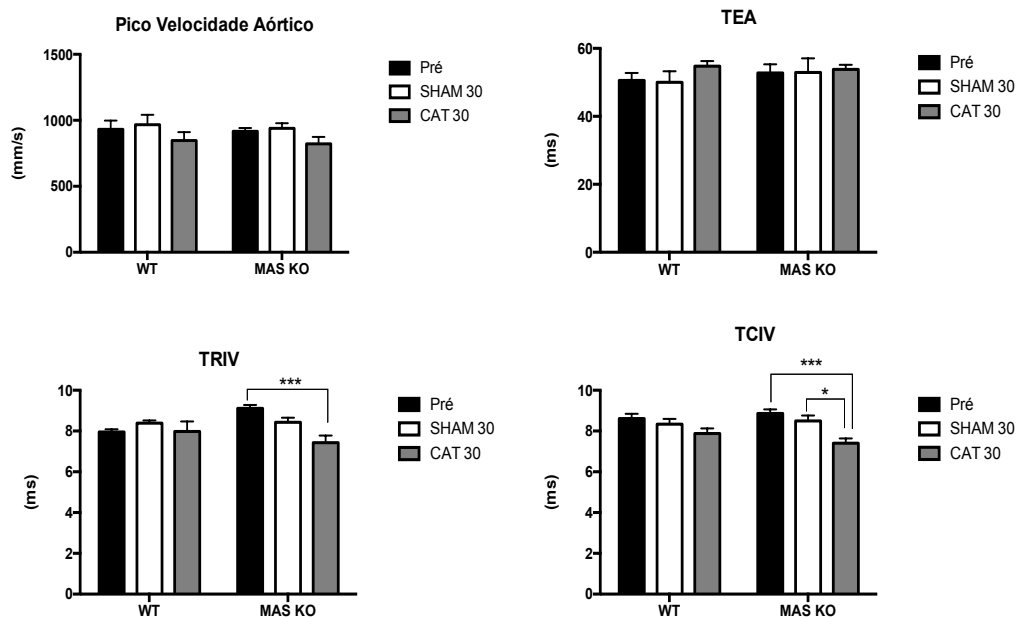 Pico Velocidade Aórtico
1500
1000
500
0
(mm/s)
WT
MAS KO
Pré
SHAM 30
CAT 30
TEA
60
40
20
0
(ms)
WT
MAS KO
Pré
SHAM 30
CAT 30
TRIV
10
8
6
4
2
0
(ms)
***
WT
MAS KO
Pré
SHAM 30
CAT 30
TCIV
10
8
6
4
2
0
(ms)
***
*
WT
MAS KO
Pré
SHAM 30
CAT 30